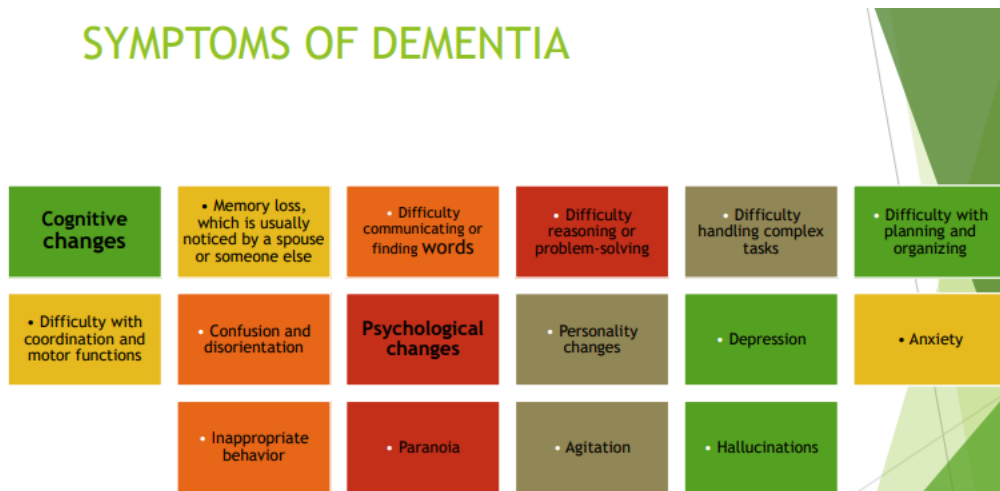 SYMPTOMS OF DEMENTIA
Cognitive
changes
• Memory loss,
which is usually
noticed by a spouse
or someone else
• Difficulty
communicating or
finding words
• Difficulty
reasoning or
problem-solving
• Difficulty
handling complex
tasks
• Difficulty with
planning and
organizing
• Difficulty with
coordination and
motor functions
• Confusion and
disorientation
Psychological
changes
• Personality
changes
• Depression
• Anxiety
• Inappropriate
behavior
• Paranoia
• Agitation
• Hallucinations